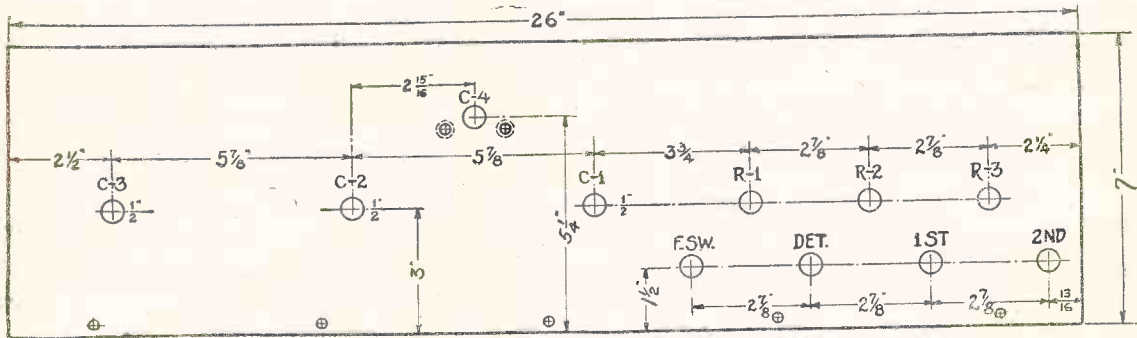 26"
2 15/16"
C-4
2 1/2"
5 7/8"
5 7/8
3 3/4
2 7/8"
2 7/8"
2 1/4"
C-3
C-2
C-1
R-1
R-2
R-3
7"
1/2"
1/2"
1/2"
5 1/4"
3"
F.SW.
DET.
1ST
2ND
1 1/2"
2 7/8"
2 7/8"
2 7/8
13/16